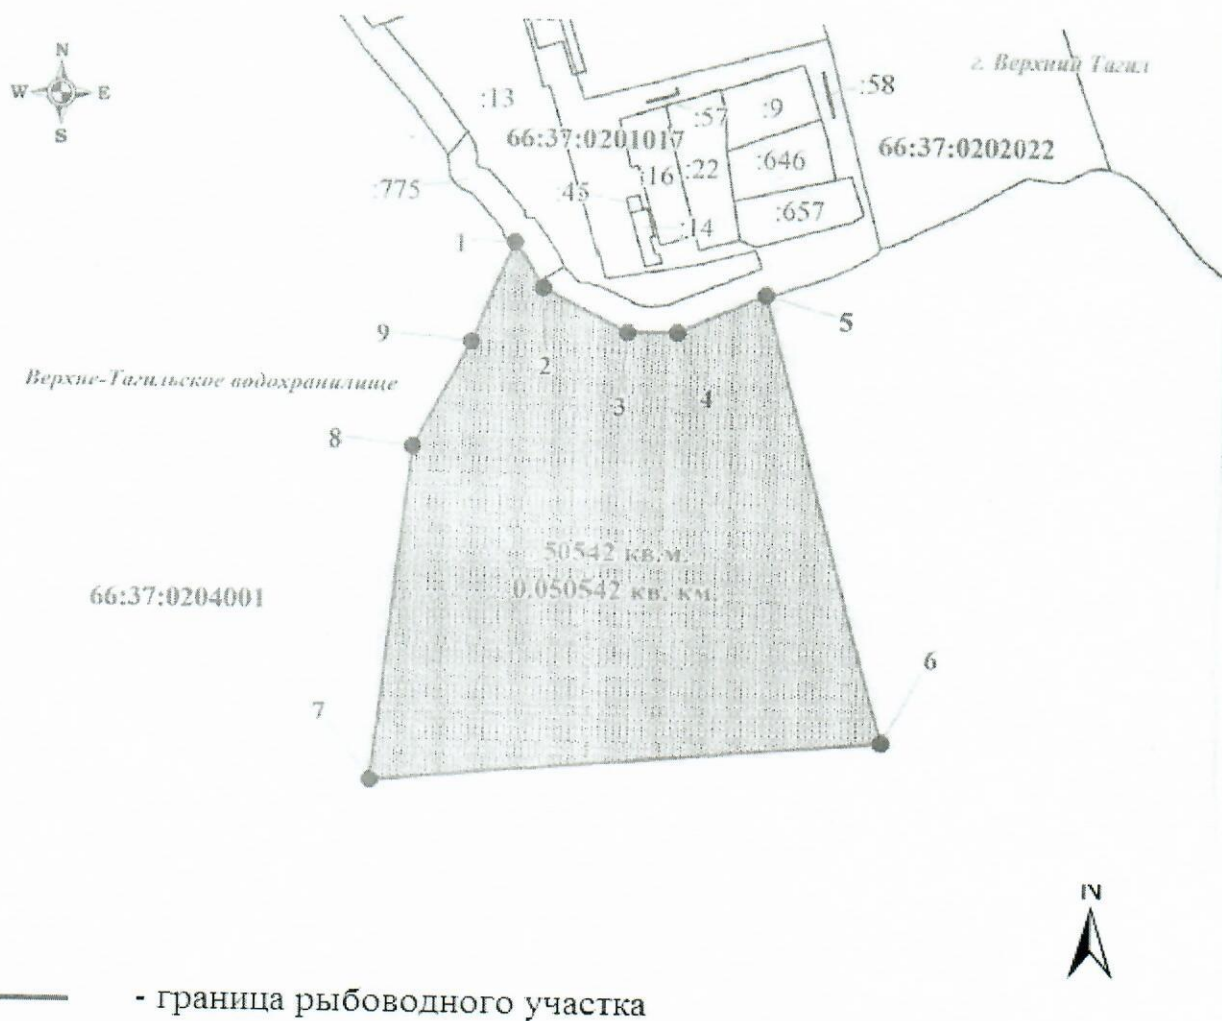 N
W E
S
г. Верхний Тагил
:58
:13
:57
:9
66:37:0201017
66:37:0202022
:646
:16
:22
:775
:45
:657
:14
1
5
9
2
Верхне-Тагильское водохранилище
3
4
8
50542 кв.м.
0.050542 кв. км.
66:37:0204001
6
7
N
- граница рыбоводного участка